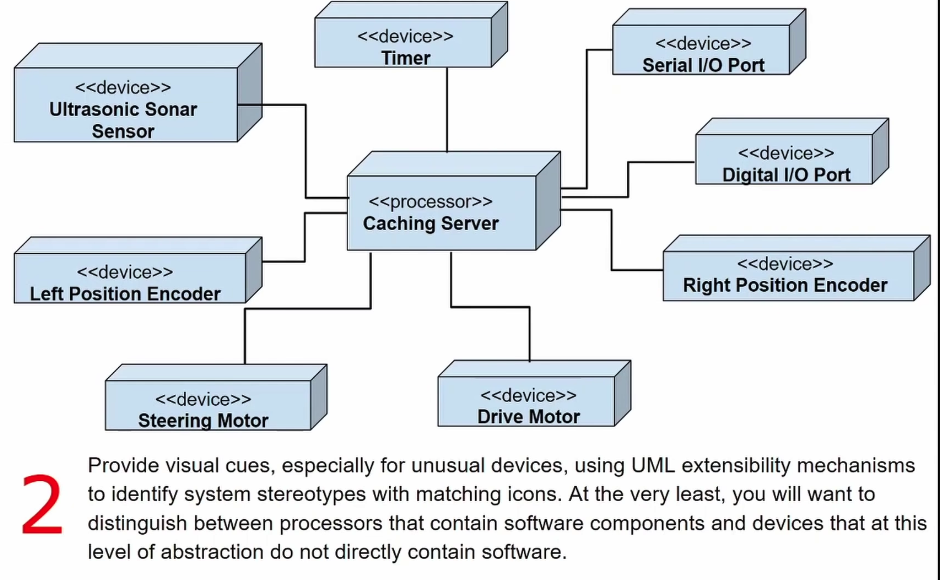 <<device>>
Timer
<<device>>
Serial I/O Port
<<device>>
Ultrasonic Sonar
Sensor
<<device>>
Digital I/O Port
<<processor>>
Caching Server
<<device>>
Left Position Encoder
<<device>>
Right Position Encoder
<<device>>
Steering Motor
<<device>>
Drive Motor
2
Provide visual cues, especially for unusual devices, using UML extensibility mechanisms
to identify system stereotypes with matching icons. At the very least, you will want to
distinguish between processors that contain software components and devices that at this
level of abstraction do not directly contain software.